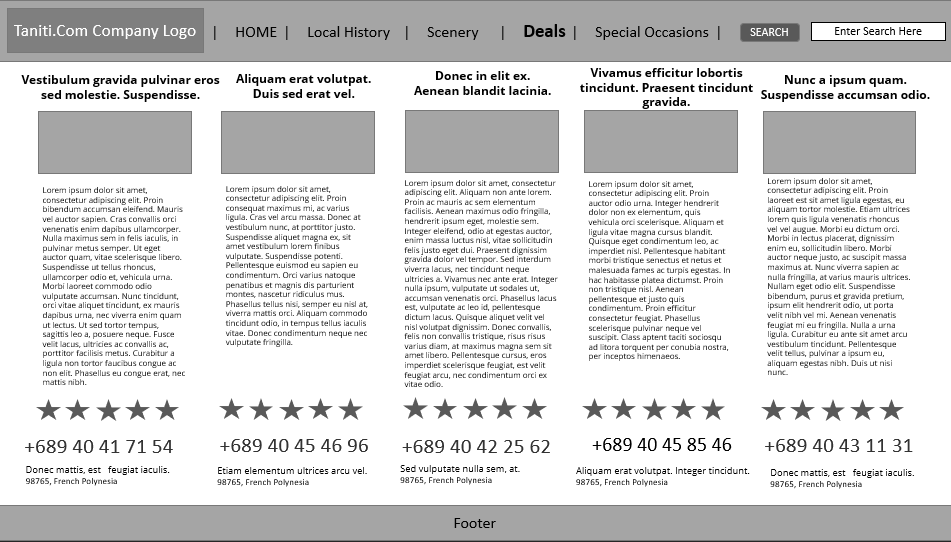 Taniti.Com Company Logo | HOME | Local History | Scenery | Deals | Special Occasions | SEARCH Enter Search Here
Vestibulum gravida pulvinar eros
sed molestie. Suspendisse.
Lorem ipsum dolor sit amet,
consectetur adipiscing elit. Proin
bibendum accumsan eleifend. Mauris
vel auctor sapien. Cras convallis orci
venenatis enim dapibus ullamcorper.
Nulla maximus sem in felis iaculis, in
pulvinar metus semper. Ut eget
auctor quam, vitae scelerisque libero.
Suspendisse ut tellus rhoncus,
ullamcorper odio et, vehicula urna.
Morbi laoreet commodo odio
vulputate accumsan. Nunc tincidunt,
orci vitae aliquet tincidunt, ex mauris
dapibus urna, nec viverra enim quam
ut lectus. Ut sed tortor tempus,
sagittis leo a, posuere neque. Fusce
velit lacus, ultricies ac convallis ac,
porttitor facilisis metus. Curabitur a
ligula non tortor faucibus congue ac
non elit. Phasellus eu congue erat, nec
mattis nibh.
+689 40 41 71 54
Donec mattis, est feugiat iaculis.
98765, French Polynesia
Aliquam erat volutpat.
Duis sed erat vel.
Lorem ipsum dolor sit amet,
consectetur adipiscing elit. Proin
consequat maximus mi, ac varius
ligula. Cras vel arcu massa. Donec at
vestibulum nunc, at porttitor justo.
Suspendisse aliquet magna ex, sit
amet vestibulum lorem finibus
vulputate. Suspendisse potenti.
Pellentesque euismod eu sapien eu
condimentum. Orci varius natoque
penatibus et magnis dis parturient
montes, nascetur ridiculus mus.
Phasellus tellus nisi, semper eu nisl at,
viverra mattis orci. Aliquam commodo
tincidunt odio, in tempus tellus iaculis
vitae. Donec condimentum neque nec
vulputate fringilla.
+689 40 45 46 96
Etiam elementum ultrices arcu vel.
98765, French Polynesia
Donec in elit ex.
Aenean blandit lacinia.
Lorem ipsum dolor sit amet, consectetur
adipiscing elit. Aliquam non ante lorem.
Proin ac mauris ac sem elementum
facilisis. Aenean maximus odio fringilla,
hendrerit ipsum eget, molestie sem.
Integer eleifend, odio at egestas auctor,
enim massa luctus nisl, vitae sollicitudin
felis justo eget dui. Praesent dignissim
gravida dolor vel tempor. Sed interdum
viverra lacus, nec tincidunt neque
ultricies a. Vivamus nec ante erat. Integer
nulla ipsum, vulputate ut sodales ut,
accumsan venenatis orci. Phasellus lacus
est, vulputate ac leo id, pellentesque
dictum lacus. Quisque aliquet velit vel
nisl volutpat dignissim. Donec convallis,
felis non convallis tristique, risus risus
varius diam, at maximus magna sem sit
amet libero. Pellentesque cursus, eros
imperdiet scelerisque feugiat, est velit
feugiat arcu, nec condimentum orci ex
vitae odio.
+689 40 42 25 62
Sed vulputate nulla sem, at.
98765, French Polynesia
Vivamus efficitur lobortis
tincidunt. Praesent tincidunt
gravida.
Lorem ipsum dolor sit amet,
consectetur adipiscing elit. Proin
auctor odio urna. Integer hendrerit
dolor non ex elementum, quis
vehicula orci scelerisque. Aliquam et
ligula vitae magna cursus blandit.
Quisque eget condimentum leo, ac
imperdiet nisl. Pellentesque habitant
morbi tristique senectus et netus et
malesuada fames ac turpis egestas. In
hac habitasse platea dictumst. Proin
non tristique nisl. Aenean
pellentesque et justo quis
condimentum. Proin efficitur
consectetur feugiat. Phasellus
scelerisque pulvinar neque vel
suscipit. Class aptent taciti sociosqu
ad litora torquent per conubia nostra,
per inceptos himenaeos.
+689 40 45 85 46
Aliquam erat volutpat. Integer tincidunt.
98765, French Polynesia
Nunc a ipsum quam.
Suspendisse accumsan odio.
Lorem ipsum dolor sit amet,
consectetur adipiscing elit. Proin
laoreet est sit amet ligula egestas, eu
aliquam tortor molestie. Etiam ultrices
lorem quis ligula venenatis rhoncus
vel vel augue. Morbi eu dictum orci.
Morbi in lectus placerat, dignissim
enim eu, sollicitudin libero. Morbi
auctor neque justo, ac suscipit massa
maximus at. Nunc viverra sapien ac
nulla fringilla, at varius mauris ultrices.
Nullam eget odio elit. Suspendisse
bibendum, purus et gravida pretium,
ipsum elit hendrerit odio, ut porta
velit nibh vel mi. Aenean venenatis
feugiat mi eu fringilla. Nulla a urna
ligula. Curabitur eu ante sit amet arcu
vestibulum tincidunt. Pellentesque
velit tellus, pulvinar a ipsum eu,
aliquam egestas nibh. Duis ut nisi
nunc.
+689 40 43 11 31
Donec mattis, est feugiat iaculis.
98765, French Polynesia
Footer